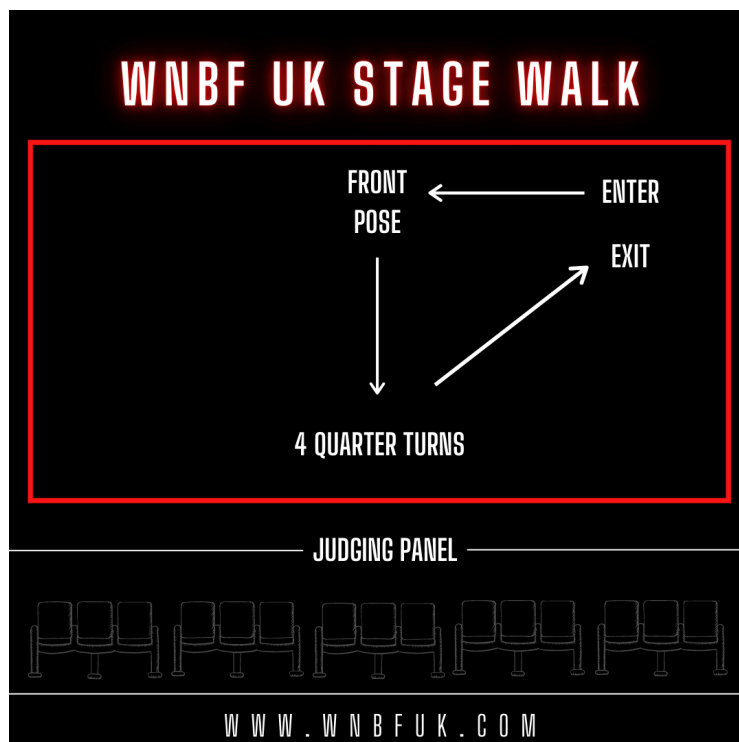 WNBF UK STAGE WALK
FRONT
POSE
ENTER
EXIT
4 QUARTER TURNS
JUDGING PANEL
WWW.WNBFUK.COM